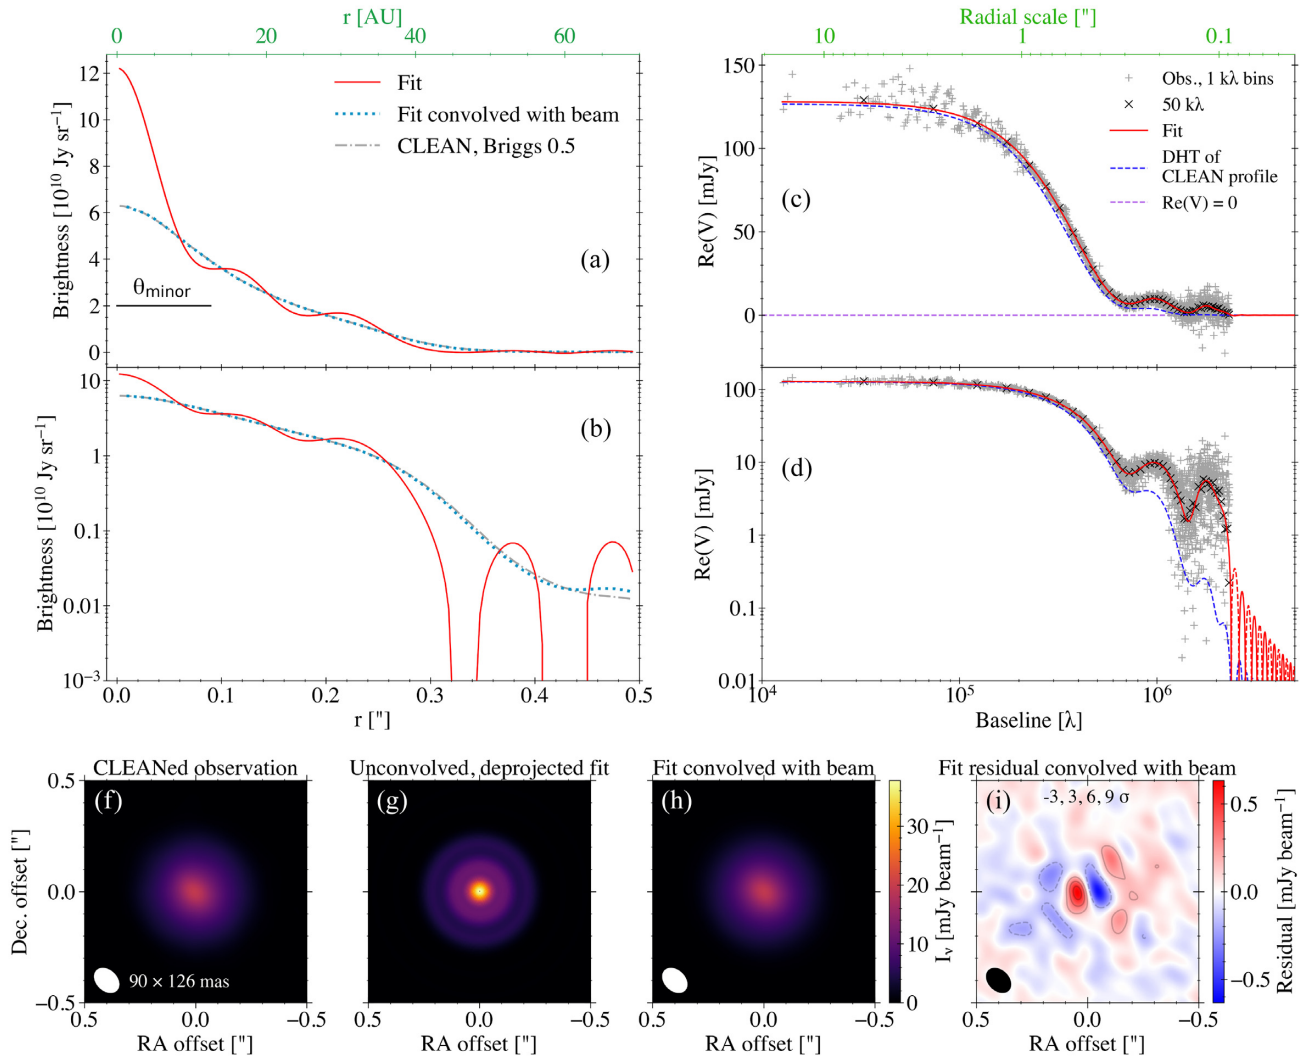 r [AU]
0 20 40 60
12
10
8
6
4
2
0
Brightness [10¹⁰ Jy sr⁻¹]
Fit
Fit convolved with beam
CLEAN, Briggs 0.5
θminor
(a)
10
1
0.1
0.01
10⁻³
Brightness [10¹⁰ Jy sr⁻¹]
(b)
0.0 0.1 0.2 0.3 0.4 0.5
r ["]
Radial scale ["]
10 1 0.1
150
100
50
0
Re(V) [mJy]
Obs., 1 kλ bins
50 kλ
Fit
DHT of
CLEAN profile
Re(V) = 0
(c)
100
10
1
0.1
0.01
Re(V) [mJy]
(d)
10⁴ 10⁵ 10⁶
Baseline [λ]
CLEANed observation
(f)
90 × 126 mas
0.5
0.0
−0.5
Dec. offset ["]
0.5 0.0 −0.5
RA offset ["]
Unconvolved, deprojected fit
(g)
0.5 0.0 −0.5
RA offset ["]
Fit convolved with beam
(h)
0.5 0.0 −0.5
RA offset ["]
30
20
10
0
Iν [mJy beam⁻¹]
Fit residual convolved with beam
(i)
-3, 3, 6, 9 σ
0.5 0.0 −0.5
RA offset ["]
0.5
0.0
−0.5
Residual [mJy beam⁻¹]